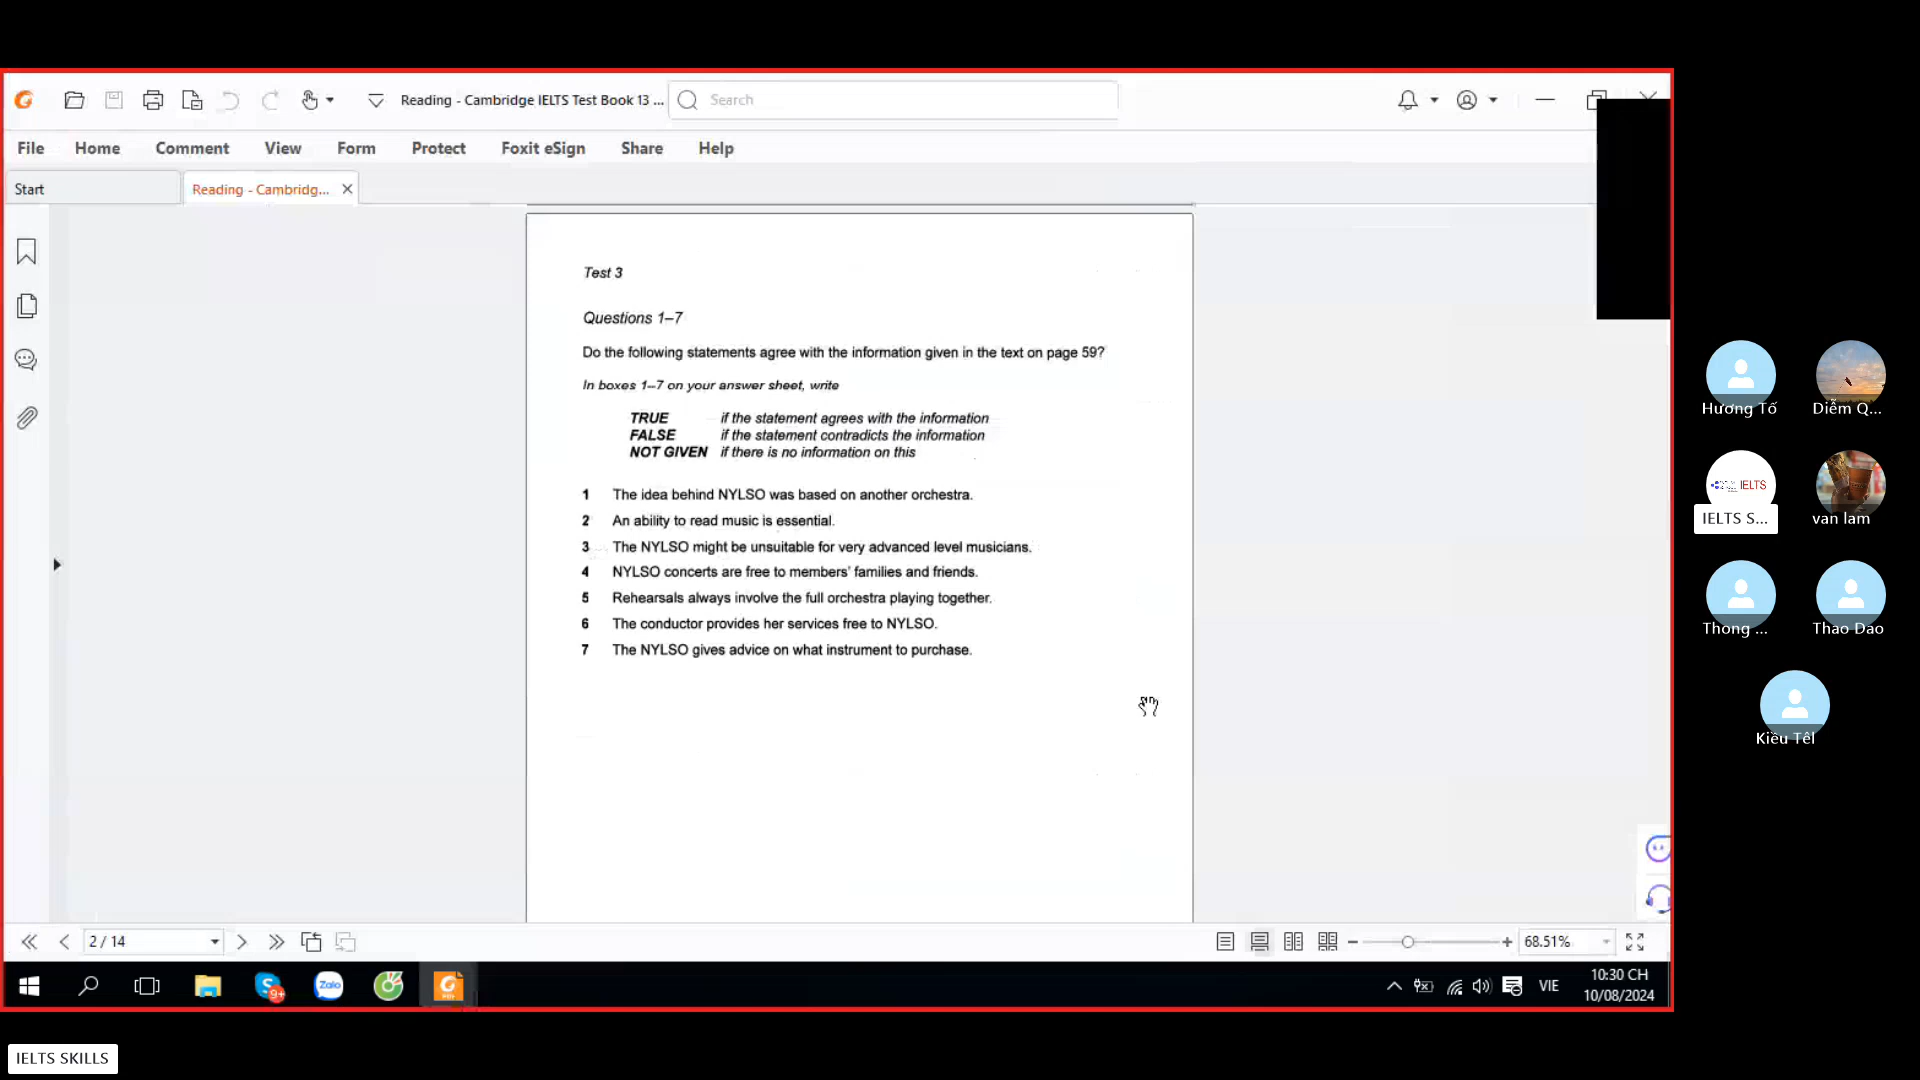 Reading - Cambridge IELTS Test Book 13 ...
Search
File Home Comment View Form Protect Foxit eSign Share Help
Start
Reading - Cambridg...
Test 3
Questions 1–7
Do the following statements agree with the information given in the text on page 59?
In boxes 1–7 on your answer sheet, write
TRUE if the statement agrees with the information
FALSE if the statement contradicts the information
NOT GIVEN if there is no information on this
1 The idea behind NYLSO was based on another orchestra.
2 An ability to read music is essential.
3 The NYLSO might be unsuitable for very advanced level musicians.
4 NYLSO concerts are free to members' families and friends.
5 Rehearsals always involve the full orchestra playing together.
6 The conductor provides her services free to NYLSO.
7 The NYLSO gives advice on what instrument to purchase.
Hương Tố
Diễm Q...
IELTS
IELTS S...
van lam
Thong ...
Thao Dao
Kiều Têl
2 / 14
68.51%
9+
Zalo
VIE
10:30 CH
10/08/2024
IELTS SKILLS